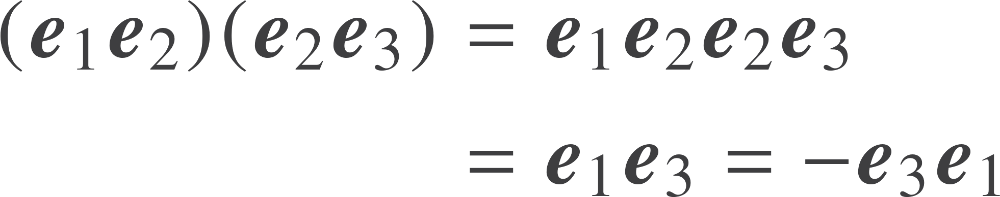 (e₁e₂)(e₂e₃) = e₁e₂e₂e₃
= e₁e₃ = −e₃e₁